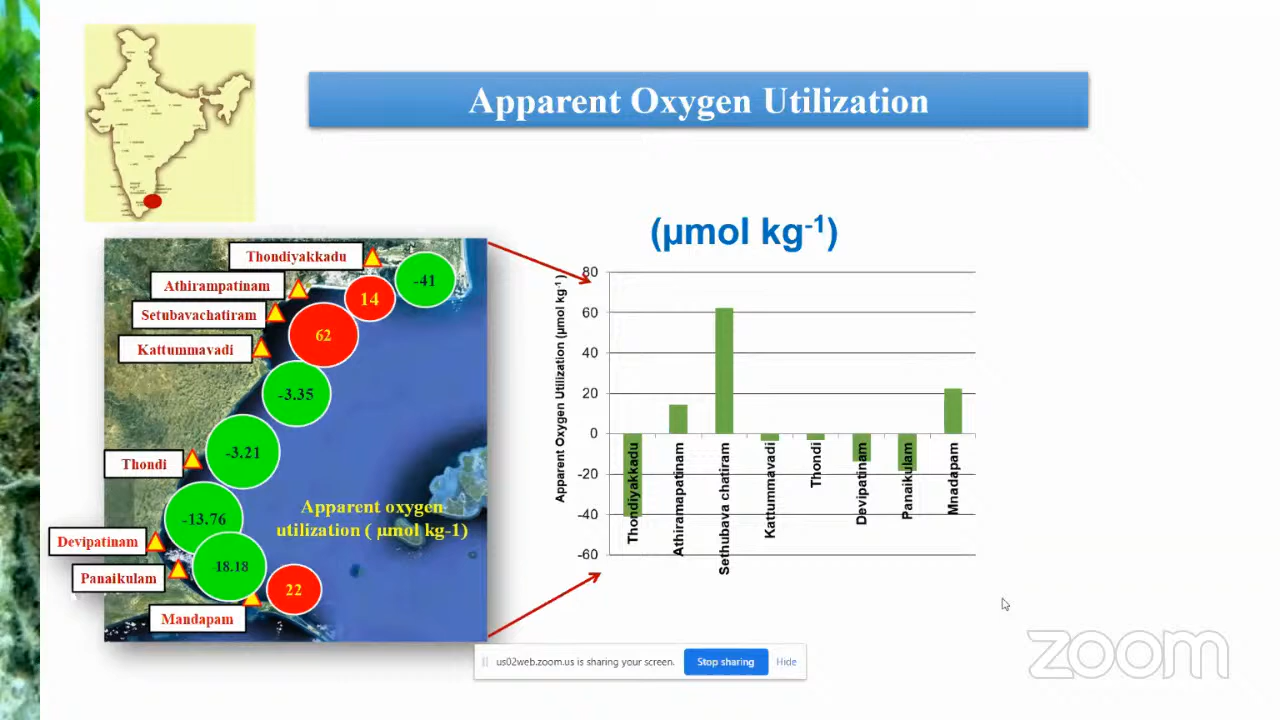 Apparent Oxygen Utilization
(µmol kg-1)
Thondiyakkadu
Athirampatinam
Setubavachatiram
Kattummavadi
Thondi
Devipatinam
Panaikulam
Mandapam
-41
14
62
-3.35
-3.21
-13.76
-18.18
22
Apparent oxygen
utilization ( µmol kg-1)
Apparent Oxygen Utilization (µmol kg-1 )
80
60
40
20
0
-20
-40
-60
Thondiyakkadu
Athiramapatinam
Sethubava chatiram
Kattummavadi
Thondi
Devipatinam
Panaikulam
Mnadapam
us02web.zoom.us is sharing your screen.
Stop sharing
Hide
zoom